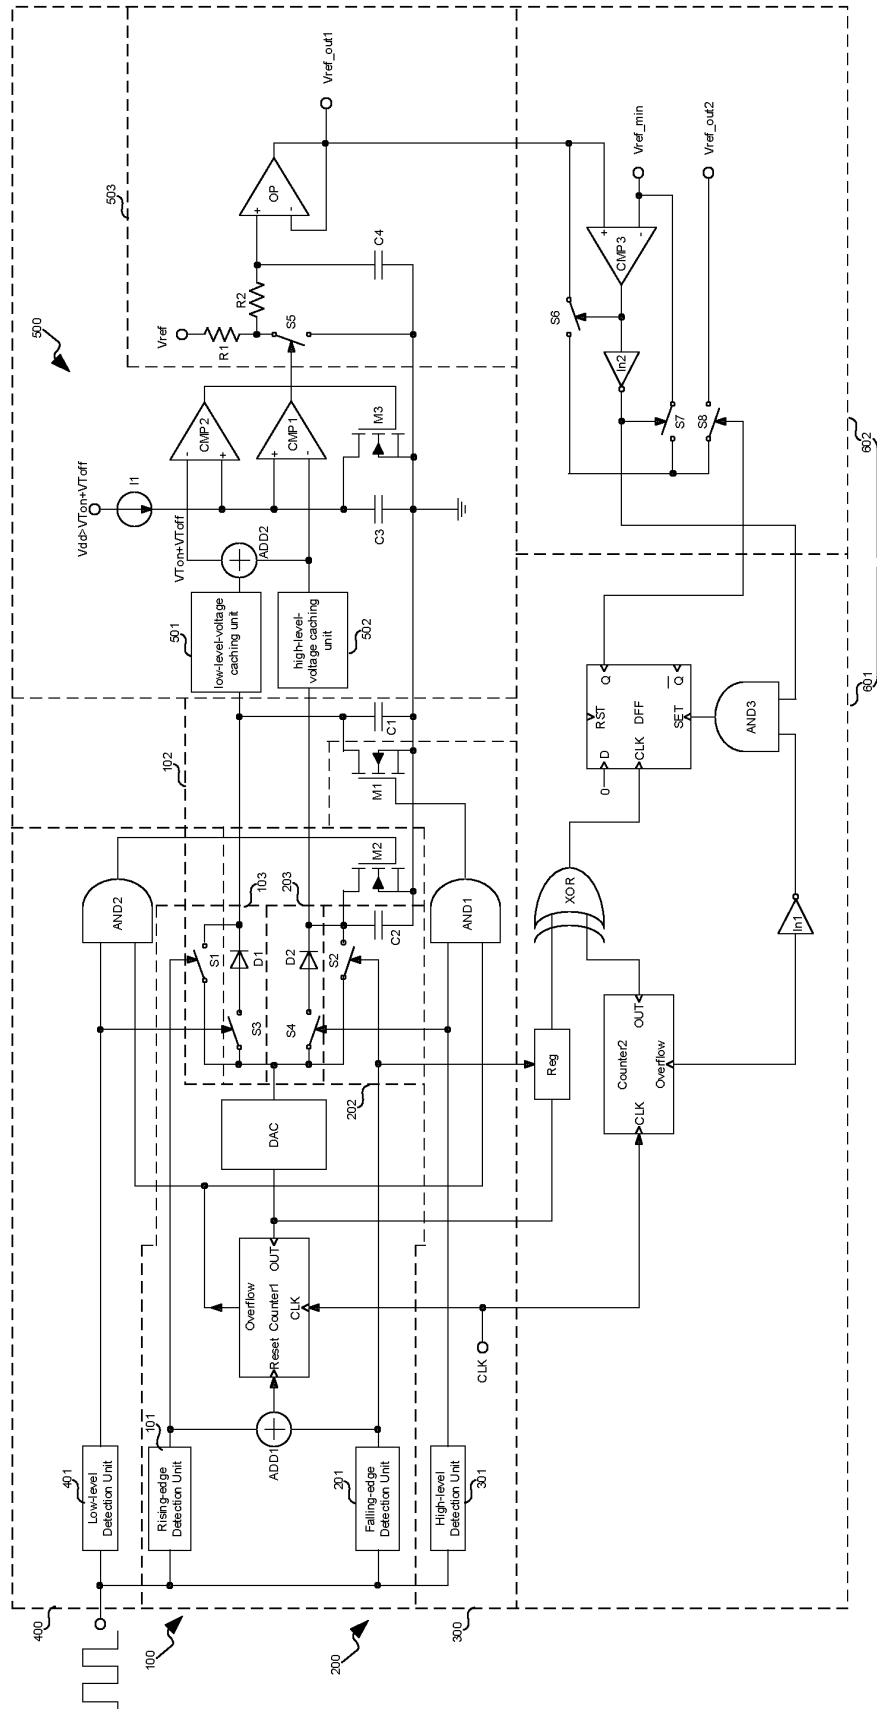 400
100
200
300
401
Low-level
Detection Unit
101
Rising-edge
Detection Unit
201
Falling-edge
Detection Unit
High-level
Detection Unit
301
ADD1
Overflow
Reset Counter1
CLK
OUT
CLK
DAC
202
S3
S4
S1
S2
D1
D2
103
203
C2
M2
AND2
AND1
102
M1
C1
501
low-level-voltage
caching unit
high-level-
voltage caching
unit
502
VTon+VToff
ADD2
Vdd>VTon+VToff
I1
C3
CMP2
-
+
CMP1
+
-
M3
500
503
Vref
R1
R2
S5
C4
OP
+
-
Vref_out1
Reg
CLK
Counter2
Overflow
OUT
In1
XOR
0
D
CLK
RST
DFF
SET
Q
Q
AND3
601
602
S6
In2
S7
S8
CMP3
+
-
Vref_min
Vref_out2